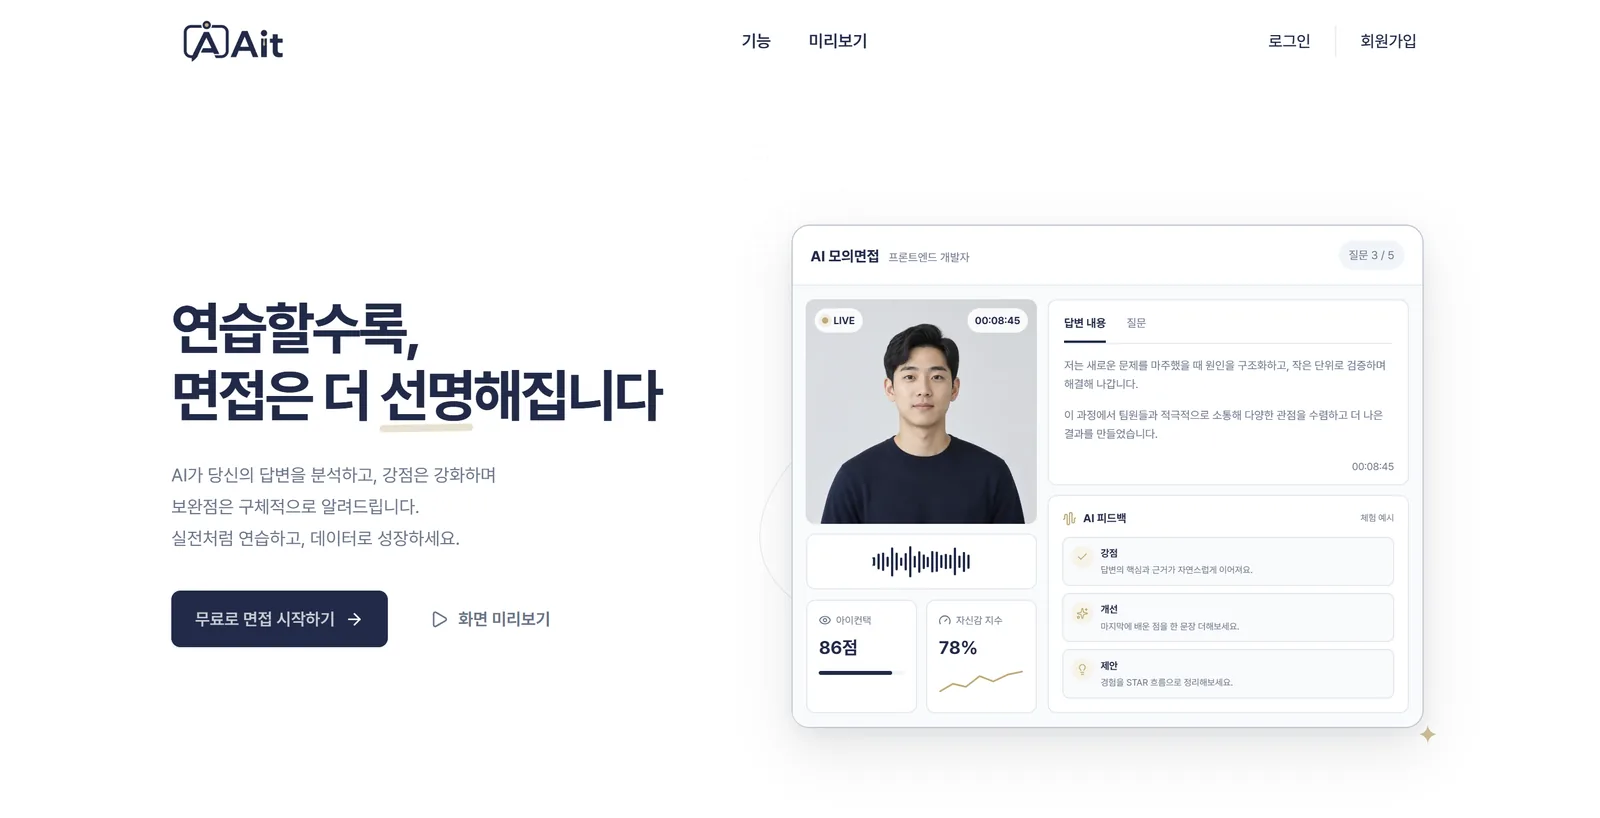 AAit
기능
미리보기
로그인
회원가입
연습할수록,
면접은 더 선명해집니다
AI가 당신의 답변을 분석하고, 강점은 강화하며
보완점은 구체적으로 알려드립니다.
실전처럼 연습하고, 데이터로 성장하세요.
무료로 면접 시작하기
화면 미리보기
AI 모의면접 프론트엔드 개발자
질문 3 / 5
LIVE
00:08:45
아이컨택
86점
자신감 지수
78%
답변 내용
질문
저는 새로운 문제를 마주했을 때 원인을 구조화하고, 작은 단위로 검증하며
해결해 나갑니다.
이 과정에서 팀원들과 적극적으로 소통해 다양한 관점을 수렴하고 더 나은
결과를 만들었습니다.
00:08:45
AI 피드백
체험 예시
강점
답변의 핵심과 근거가 자연스럽게 이어져요.
개선
마지막에 배운 점을 한 문장 더해보세요.
제안
경험을 STAR 흐름으로 정리해보세요.